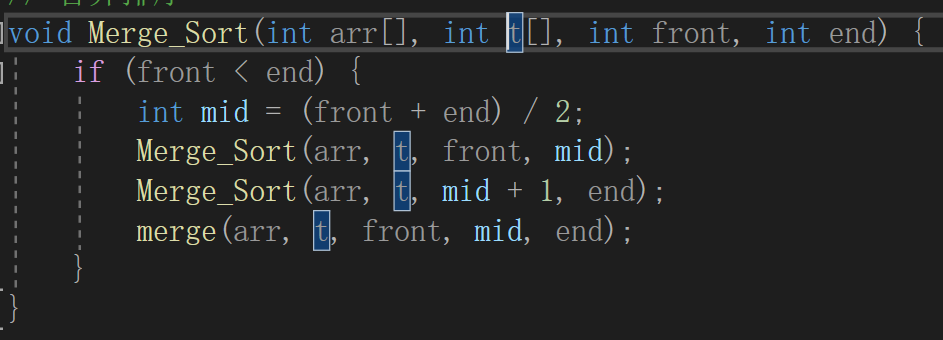 void Merge_Sort(int arr[], int t[], int front, int end) {
if (front < end) {
int mid = (front + end) / 2;
Merge_Sort(arr, t, front, mid);
Merge_Sort(arr, t, mid + 1, end);
merge(arr, t, front, mid, end);
}
}